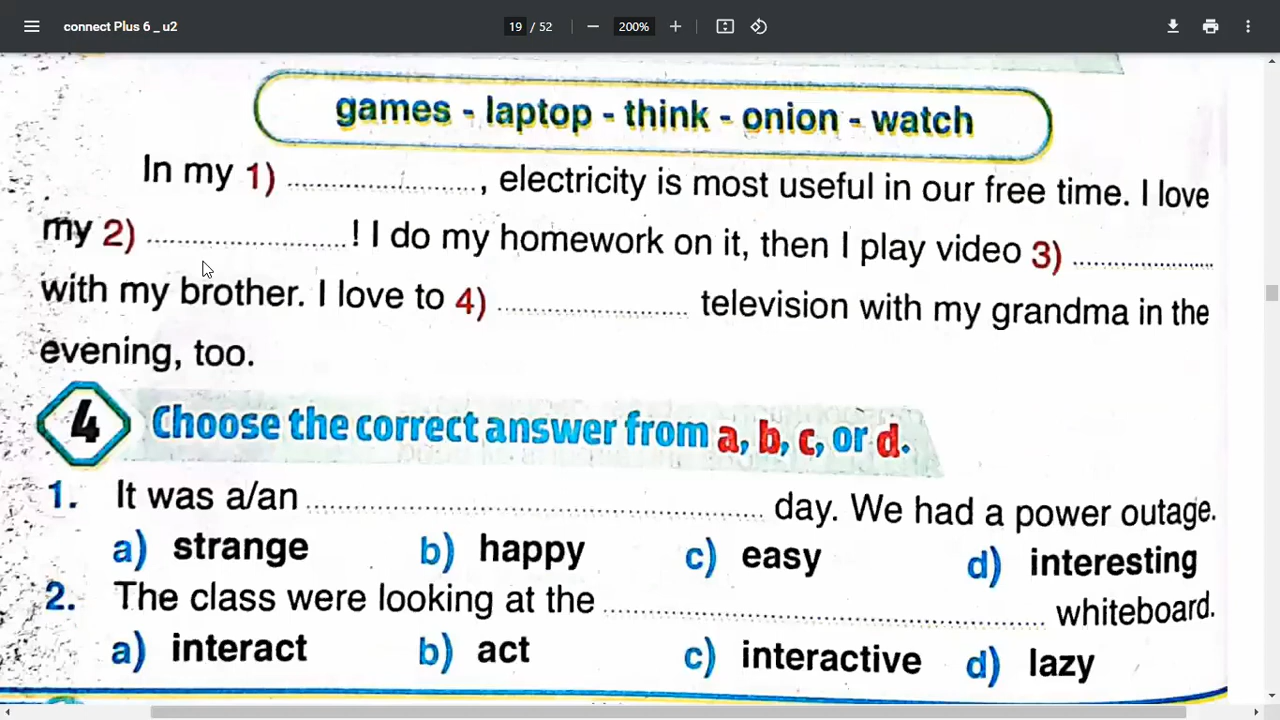 connect Plus 6 _ u2
19 / 52
200%
games - laptop - think - onion - watch
In my 1) ........................, electricity is most useful in our free time. I love
my 2) ........................! I do my homework on it, then I play video 3) ........................
with my brother. I love to 4) ........................ television with my grandma in the
evening, too.
4 Choose the correct answer from a, b, c, or d.
1. It was a/an ........................ day. We had a power outage.
a) strange b) happy c) easy d) interesting
2. The class were looking at the ........................ whiteboard.
a) interact b) act c) interactive d) lazy